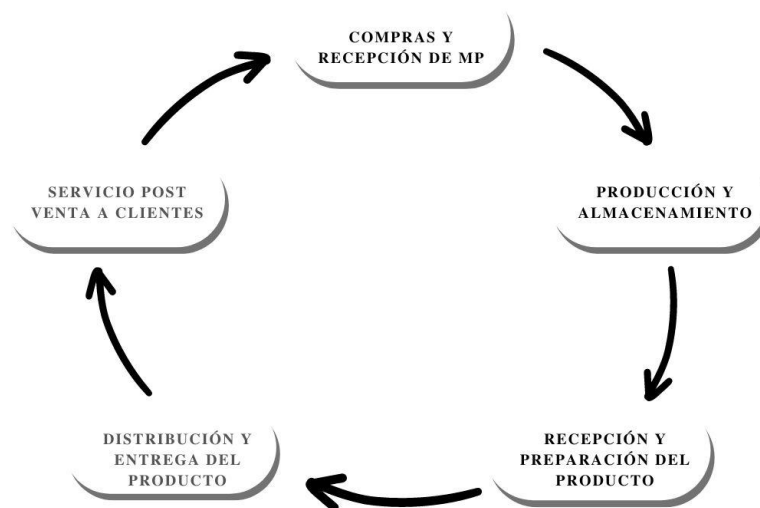 COMPRAS Y
RECEPCIÓN DE MP
PRODUCCIÓN Y
ALMACENAMIENTO
RECEPCIÓN Y
PREPARACIÓN DEL
PRODUCTO
DISTRIBUCIÓN Y
ENTREGA DEL
PRODUCTO
SERVICIO POST
VENTA A CLIENTES